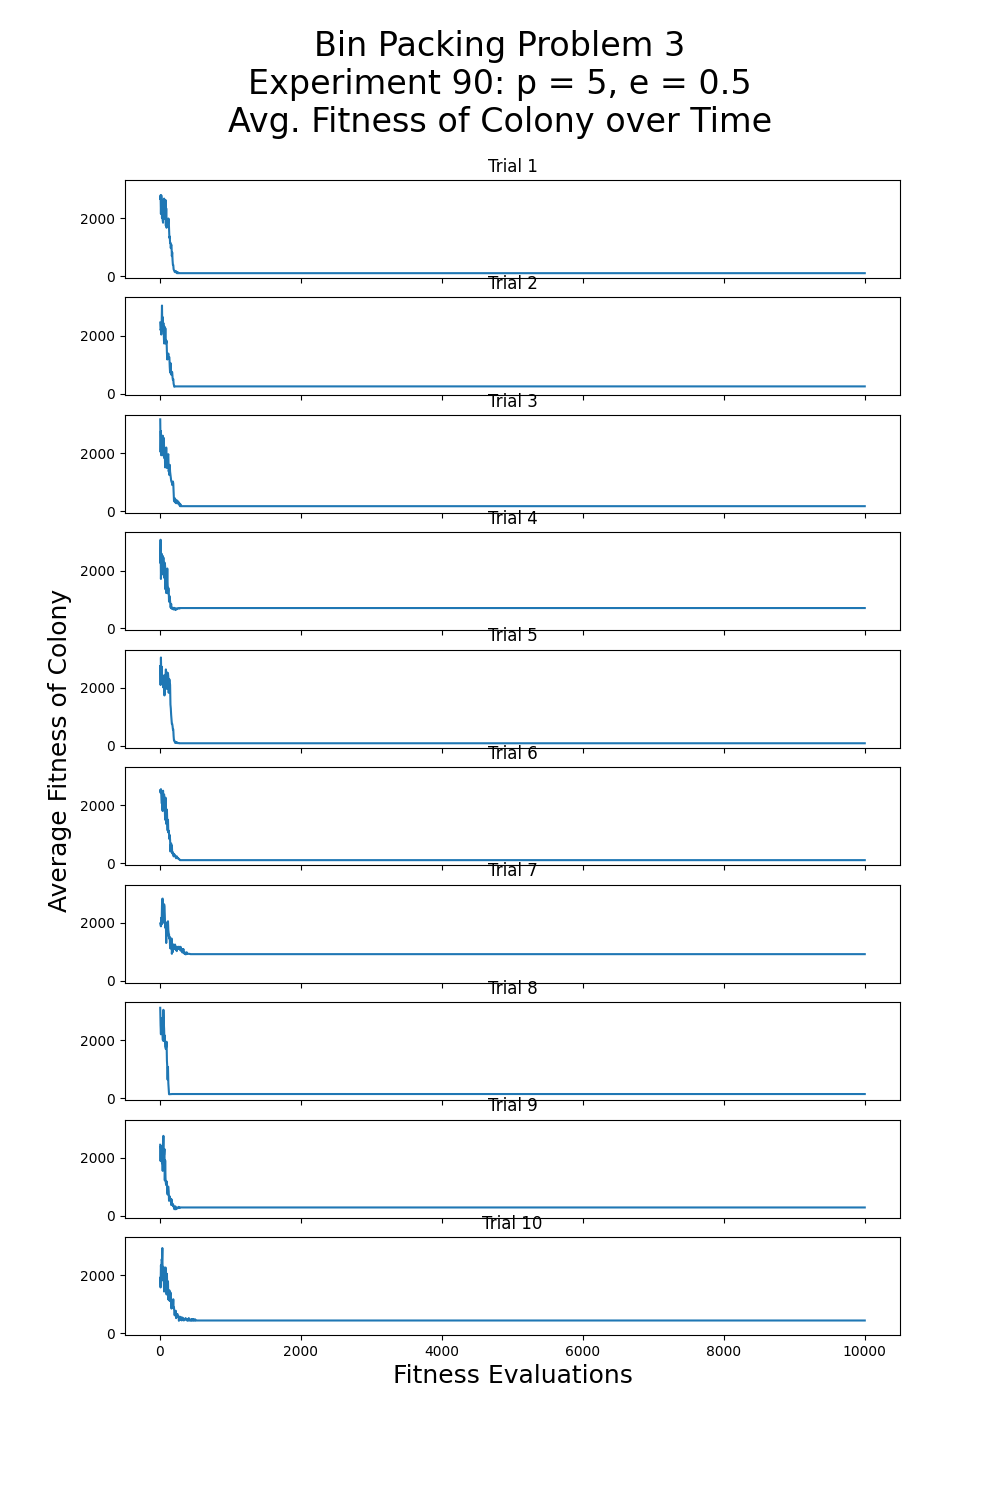 Bin Packing Problem 3
Experiment 90: p = 5, e = 0.5
Avg. Fitness of Colony over Time
Average Fitness of Colony
Trial 1
2000
0
Trial 2
2000
0
Trial 3
2000
0
Trial 4
2000
0
Trial 5
2000
0
Trial 6
2000
0
Trial 7
2000
0
Trial 8
2000
0
Trial 9
2000
0
Trial 10
2000
0
0 2000 4000 6000 8000 10000
Fitness Evaluations